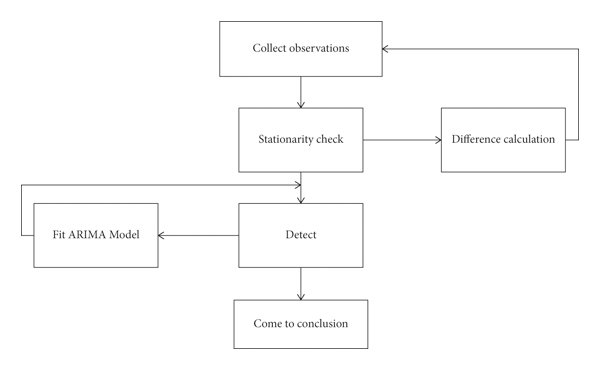 Collect observations
Stationarity check
Difference calculation
Fit ARIMA Model
Detect
Come to conclusion